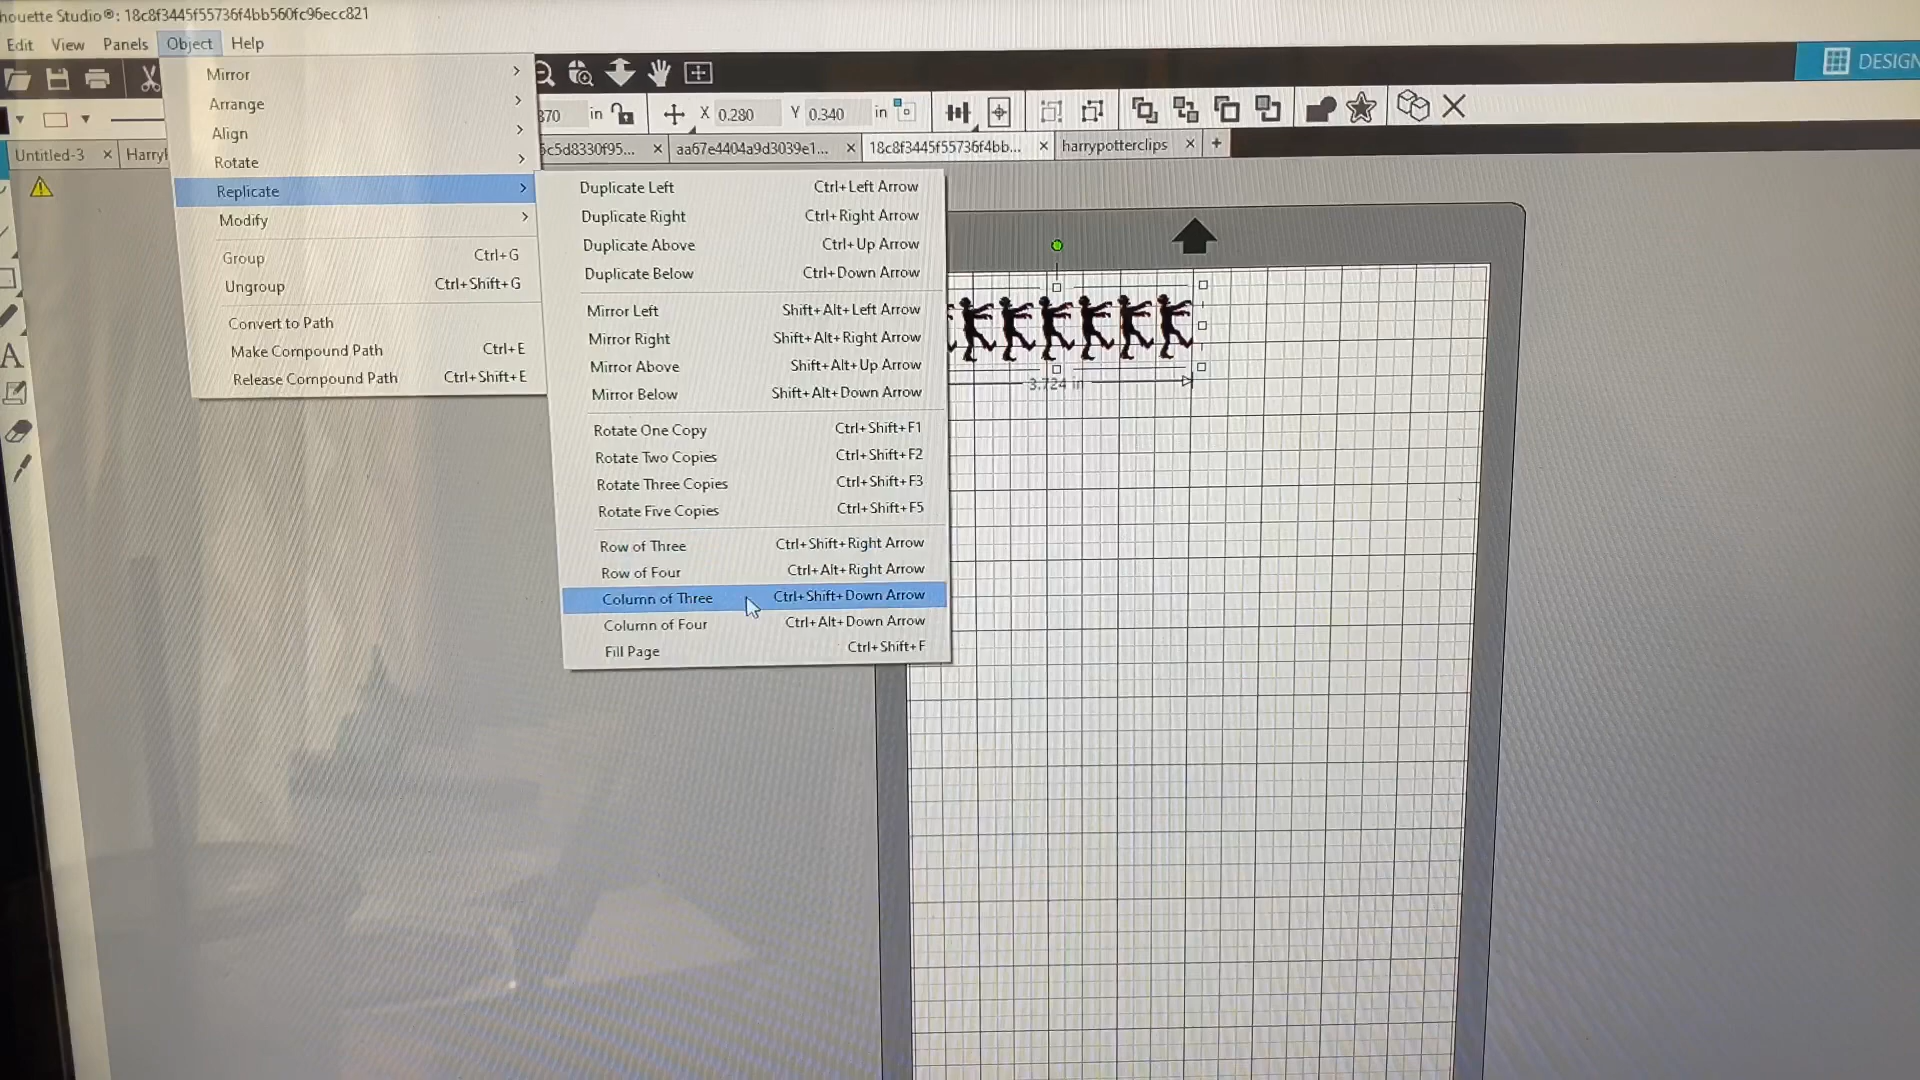 houette Studio®: 18c8f3445f55736f4bb560fc96ecc821
Edit View Panels Object Help
DESIGN
370 in X 0.280 Y 0.340 in
Untitled-3 × HarryI 5c5d8330f95... × aa67e4404a9d3039e1... × 18c8f3445f55736f4bb... × harrypotterclips × +
Mirror
Arrange
Align
Rotate
Replicate
Modify
Group Ctrl+G
Ungroup Ctrl+Shift+G
Convert to Path
Make Compound Path Ctrl+E
Release Compound Path Ctrl+Shift+E
Duplicate Left Ctrl+Left Arrow
Duplicate Right Ctrl+Right Arrow
Duplicate Above Ctrl+Up Arrow
Duplicate Below Ctrl+Down Arrow
Mirror Left Shift+Alt+Left Arrow
Mirror Right Shift+Alt+Right Arrow
Mirror Above Shift+Alt+Up Arrow
Mirror Below Shift+Alt+Down Arrow
Rotate One Copy Ctrl+Shift+F1
Rotate Two Copies Ctrl+Shift+F2
Rotate Three Copies Ctrl+Shift+F3
Rotate Five Copies Ctrl+Shift+F5
Row of Three Ctrl+Shift+Right Arrow
Row of Four Ctrl+Alt+Right Arrow
Column of Three Ctrl+Shift+Down Arrow
Column of Four Ctrl+Alt+Down Arrow
Fill Page Ctrl+Shift+F
3.724 in
A